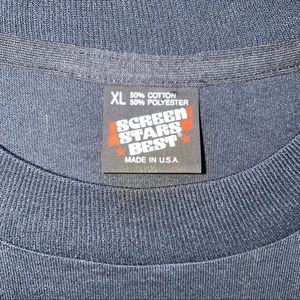 XL 50% COTTON
50% POLYESTER
SCREEN
STARS
BEST
MADE IN U.S.A.